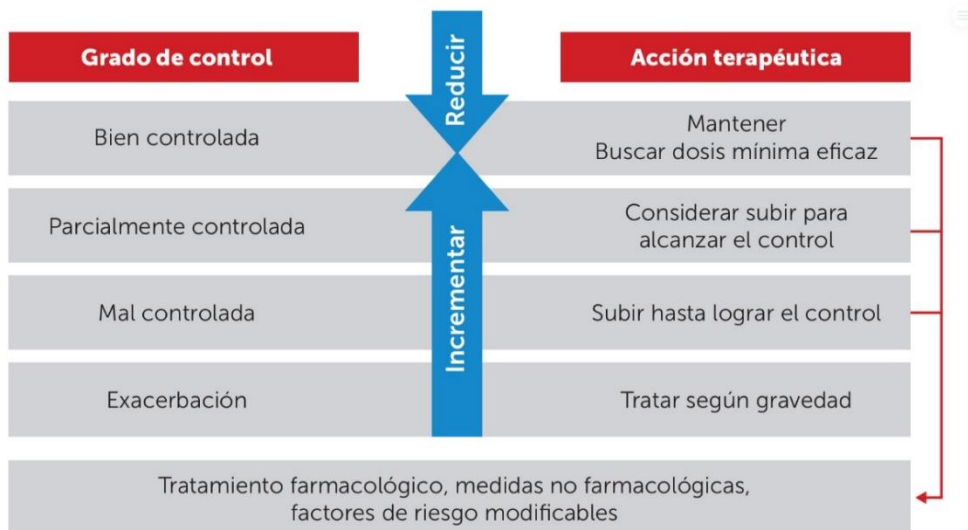 Grado de control
Reducir
Acción terapéutica
Bien controlada
Mantener
Buscar dosis mínima eficaz
Parcialmente controlada
Considerar subir para
alcanzar el control
Incrementar
Mal controlada
Subir hasta lograr el control
Exacerbación
Tratar según gravedad
Tratamiento farmacológico, medidas no farmacológicas,
factores de riesgo modificables